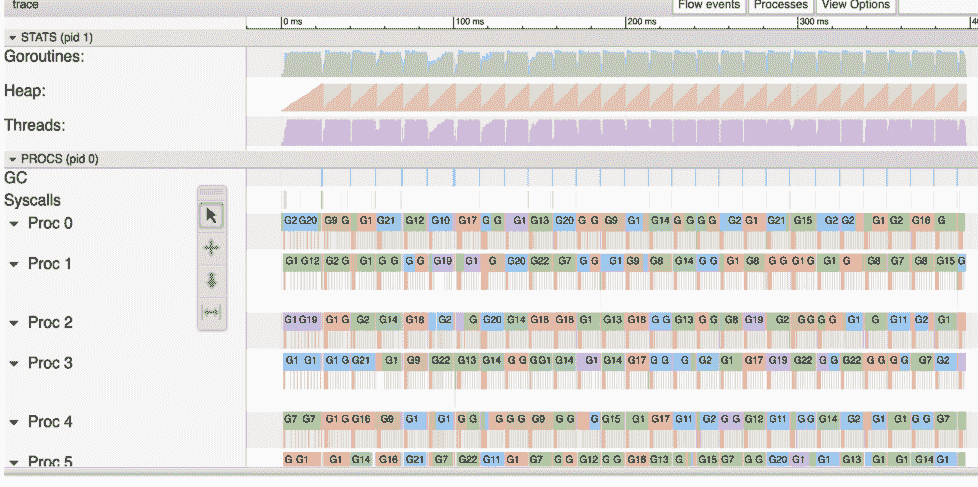 trace
Flow events Processes View Options
0 ms 100 ms 200 ms 300 ms
STATS (pid 1)
Goroutines:
Heap:
Threads:
PROCS (pid 0)
GC
Syscalls
Proc 0 G2 G20 G9 G G1 G21 G12 G10 G17 G G G1 G13 G20 G G G9 G1 G14 G G G G G2 G1 G21 G15 G2 G2 G1 G2 G16 G
Proc 1 G1 G12 G2 G G1 G G G G G19 G1 G G20 G22 G7 G G G1 G9 G8 G14 G G G1 G8 G G G1 G G1 G G8 G7 G8 G15 G
Proc 2 G1 G19 G1 G G2 G14 G18 G2 G G20 G14 G18 G18 G1 G13 G18 G G G13 G G G8 G19 G2 G G G G G1 G G11 G2 G1
Proc 3 G1 G1 G1 G G21 G1 G9 G22 G13 G14 G G G G1 G14 G1 G14 G17 G G G G2 G1 G17 G19 G22 G G G22 G G G G G7 G2
Proc 4 G7 G7 G1 G G16 G9 G1 G1 G G G G9 G G G G15 G1 G17 G11 G2 G G G12 G11 G G G14 G2 G1 G1 G G G7
Proc 5 G G1 G1 G14 G16 G21 G7 G22 G11 G1 G7 G G G12 G G G18 G13 G G15 G7 G G G20 G1 G1 G13 G1 G1 G14 G1